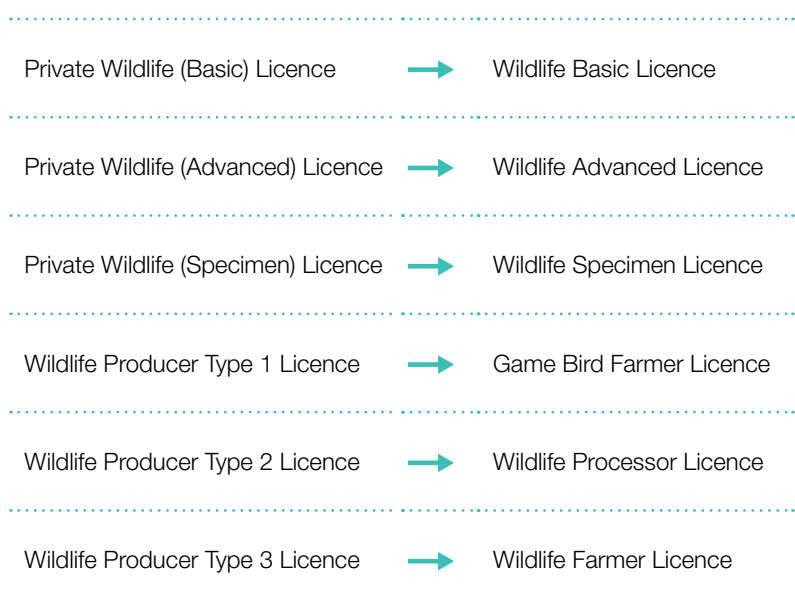 Private Wildlife (Basic) Licence Wildlife Basic Licence
Private Wildlife (Advanced) Licence Wildlife Advanced Licence
Private Wildlife (Specimen) Licence Wildlife Specimen Licence
Wildlife Producer Type 1 Licence Game Bird Farmer Licence
Wildlife Producer Type 2 Licence Wildlife Processor Licence
Wildlife Producer Type 3 Licence Wildlife Farmer Licence